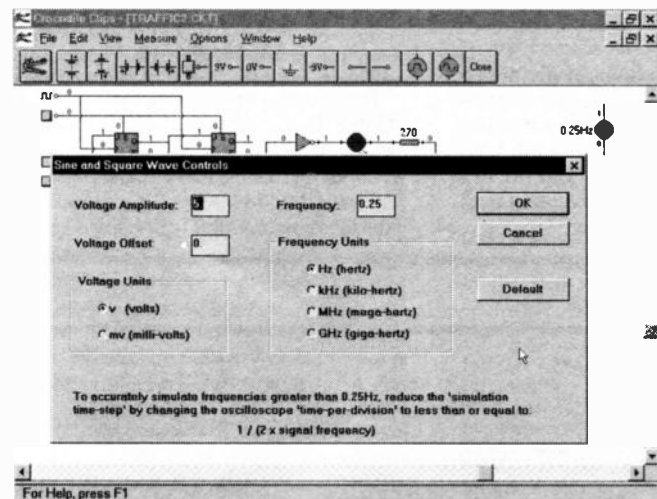 Crocodile Clips - [TRAFFIC2.CKT]
File Edit View Measure Options Window Help
9V 0V -9V Close
270
0.25Hz
Sine and Square Wave Controls
Voltage Amplitude: 5
Frequency: 0.25
OK
Voltage Offset: 0
Cancel
Frequency Units
Hz (hertz)
Voltage Units
kHz (kilo-hertz)
Default
v (volts)
MHz (mega-hertz)
mv (milli-volts)
GHz (giga-hertz)
To accurately simulate frequencies greater than 0.25Hz, reduce the 'simulation
time-step' by changing the oscilloscope 'time-per-division' to less than or equal to:
1 / (2 x signal frequency)
For Help, press F1